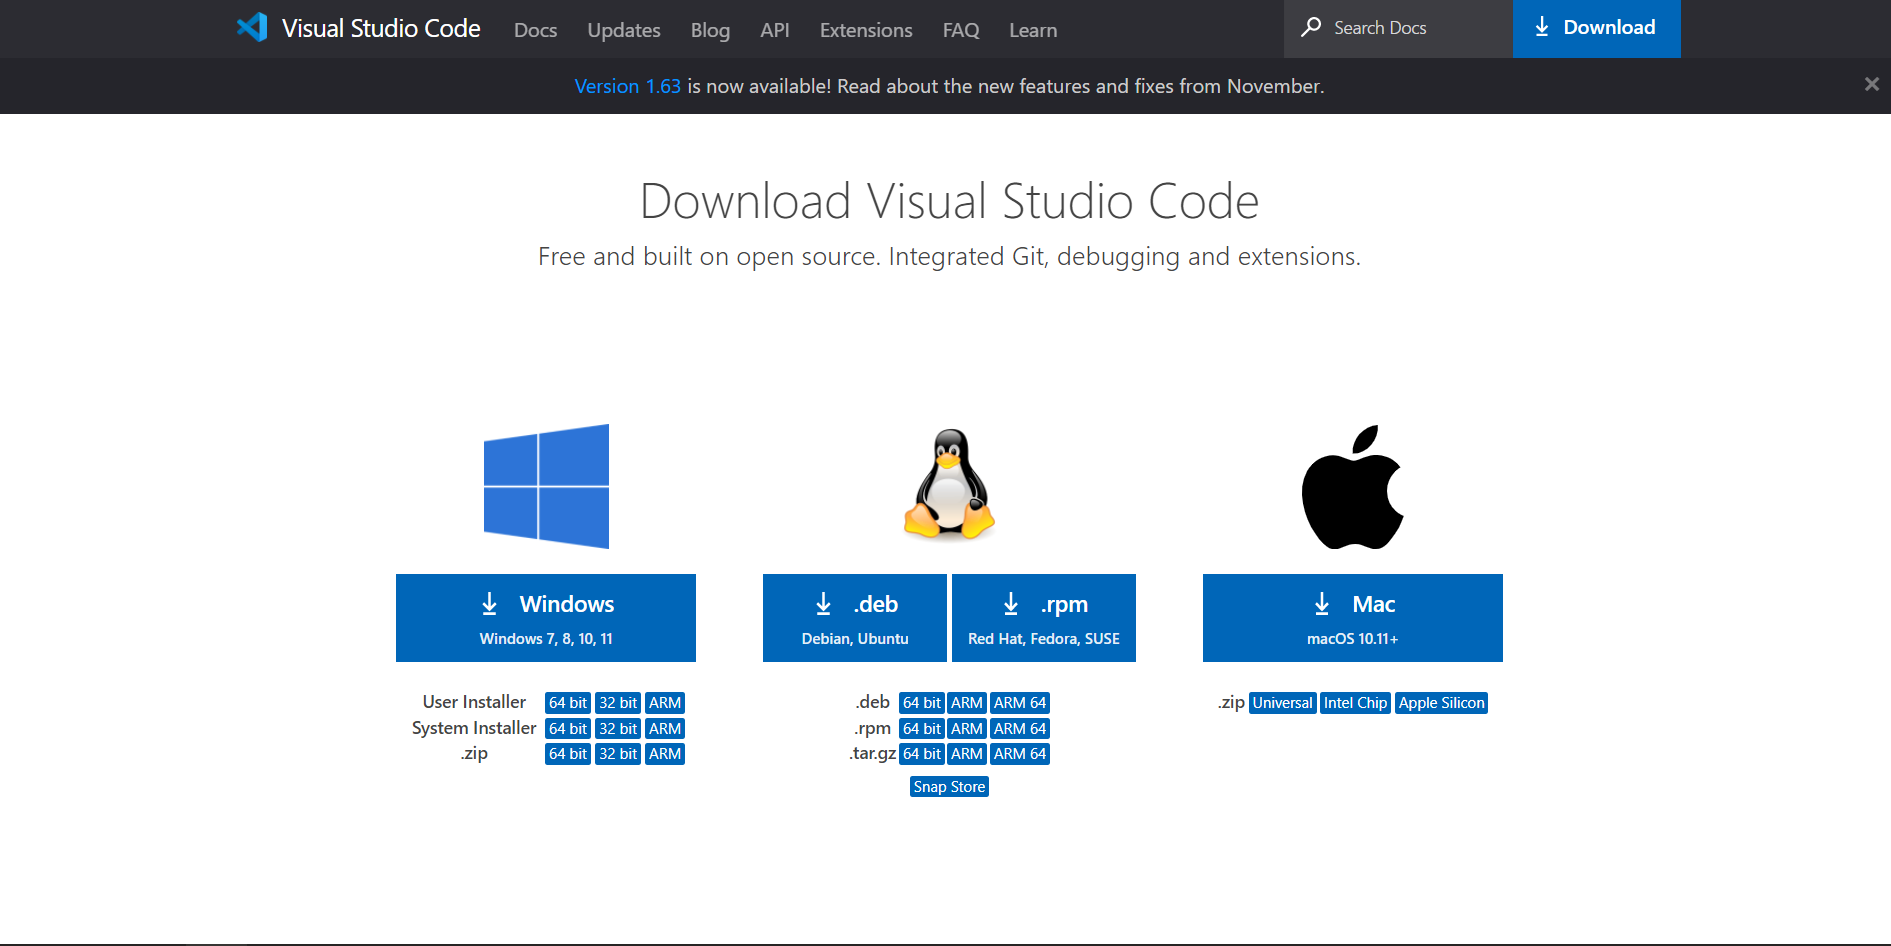 Visual Studio Code Docs Updates Blog API Extensions FAQ Learn Search Docs Download
Version 1.63 is now available! Read about the new features and fixes from November.
Download Visual Studio Code
Free and built on open source. Integrated Git, debugging and extensions.
Windows
Windows 7, 8, 10, 11
User Installer 64 bit 32 bit ARM
System Installer 64 bit 32 bit ARM
.zip 64 bit 32 bit ARM
.deb
Debian, Ubuntu
.rpm
Red Hat, Fedora, SUSE
.deb 64 bit ARM ARM 64
.rpm 64 bit ARM ARM 64
.tar.gz 64 bit ARM ARM 64
Snap Store
Mac
macOS 10.11+
.zip Universal Intel Chip Apple Silicon